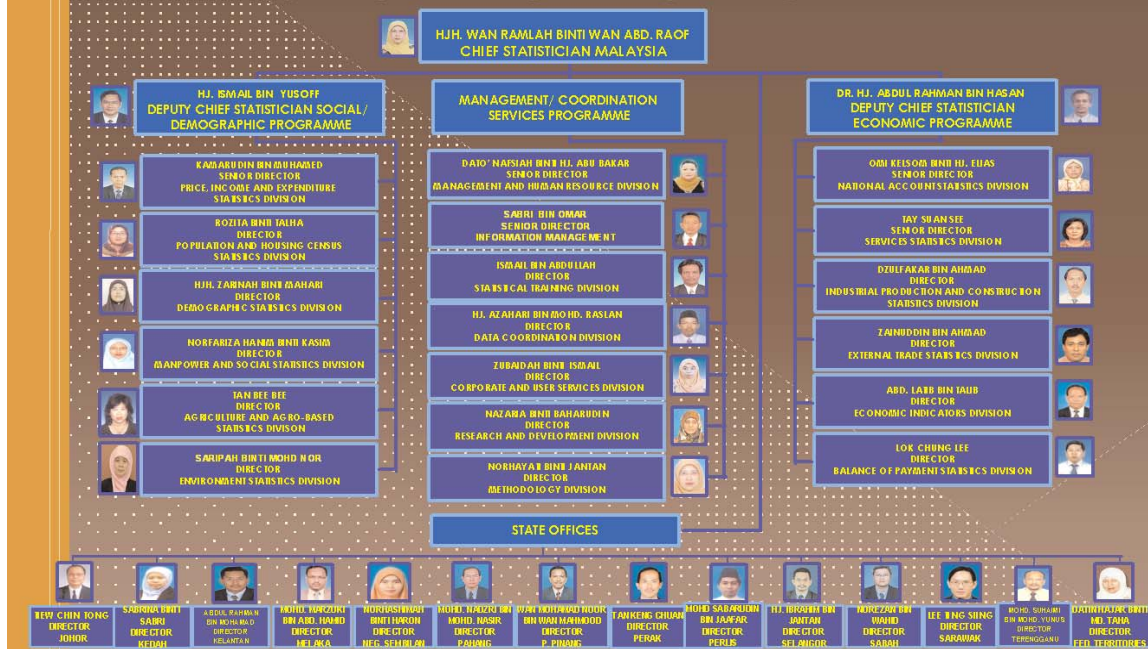 HJH. WAN RAMLAH BINTI WAN ABD. RAOF
CHIEF STATISTICIAN MALAYSIA
HJ. ISMAIL BIN YUSOFF
DEPUTY CHIEF STATISTICIAN SOCIAL/
DEMOGRAPHIC PROGRAMME
MANAGEMENT/ COORDINATION
SERVICES PROGRAMME
DR. HJ. ABDUL RAHMAN BIN HASAN
DEPUTY CHIEF STATISTICIAN
ECONOMIC PROGRAMME
KAMARUDIN BIN MUHAMED
SENIOR DIRECTOR
PRICE, INCOME AND EXPENDITURE
STATISTICS DIVISION
ROZITA BINTI TALHA
DIRECTOR
POPULATION AND HOUSING CENSUS
STATISTICS DIVISION
HJH. ZARINAH BINTI MAHARI
DIRECTOR
DEMOGRAPHIC STATISTICS DIVISION
NORFARIZA HANIM BINTI KASIM
DIRECTOR
MANPOWER AND SOCIAL STATISTICS DIVISION
TAN BEE BEE
DIRECTOR
AGRICULTURE AND AGRO-BASED
STATISTICS DIVISON
SARIPAH BINTI MOHD NOR
DIRECTOR
ENVIRONMENT STATISTICS DIVISION
DATO' NAFSIAH BINTI HJ. ABU BAKAR
SENIOR DIRECTOR
MANAGEMENT AND HUMAN RESOURCE DIVISION
SABRI BIN OMAR
SENIOR DIRECTOR
INFORMATION MANAGEMENT
ISMAIL BIN ABDULLAH
DIRECTOR
STATISTICAL TRAINING DIVISION
HJ. AZAHARI BIN MOHD. RASLAN
DIRECTOR
DATA COORDINATION DIVISION
ZUBAIDAH BINTI ISMAIL
DIRECTOR
CORPORATE AND USER SERVICES DIVISION
NAZARIA BINTI BAHARUDIN
DIRECTOR
RESEARCH AND DEVELOPMENT DIVISION
NORHAYATI BINTI JANTAN
DIRECTOR
METHODOLOGY DIVISION
OMI KELSOM BINTI HJ. ELIAS
SENIOR DIRECTOR
NATIONAL ACCOUNT STATISTICS DIVISION
TAY SUAN SEE
SENIOR DIRECTOR
SERVICES STATISTICS DIVISION
DZULFAKAR BIN AHMAD
DIRECTOR
INDUSTRIAL PRODUCTION AND CONSTRUCTION
STATISTICS DIVISION
ZAINUDDIN BIN AHMAD
DIRECTOR
EXTERNAL TRADE STATISTICS DIVISION
ABD. LATIB BIN TALIB
DIRECTOR
ECONOMIC INDICATORS DIVISION
LOK CHUNG LEE
DIRECTOR
BALANCE OF PAYMENT STATISTICS DIVISION
STATE OFFICES
TEW CHIN TONG
DIRECTOR
JOHOR
SABRINA BINTI
SABRI
DIRECTOR
KEDAH
ABDUL RAHMAN
BIN MOHAMAD
DIRECTOR
KELANTAN
MOHD. MARZUKI
BIN ABD. HAMID
DIRECTOR
MELAKA
NORHASHIMAH
BINTI HARON
DIRECTOR
NEG. SEMBILAN
MOHD. NADZRI BIN
MOHD. NASIR
DIRECTOR
PAHANG
WAN MOHAMAD NOOR
BIN WAN MAHMOOD
DIRECTOR
P. PINANG
TAN KENG CHUAN
DIRECTOR
PERAK
MOHD SABARUDIN
BIN JAAFAR
DIRECTOR
PERLIS
HJ. IBRAHIM BIN
JANTAN
DIRECTOR
SELANGOR
NOREZAN BIN
WAHID
DIRECTOR
SABAH
LEE TING SIING
DIRECTOR
SARAWAK
MOHD. SUHAIMI
BIN MOHD. YUNUS
DIRECTOR
TERENGGANU
DATIN HAJAR BINTI
MD. TAHA
DIRECTOR
FED. TERRITORIES